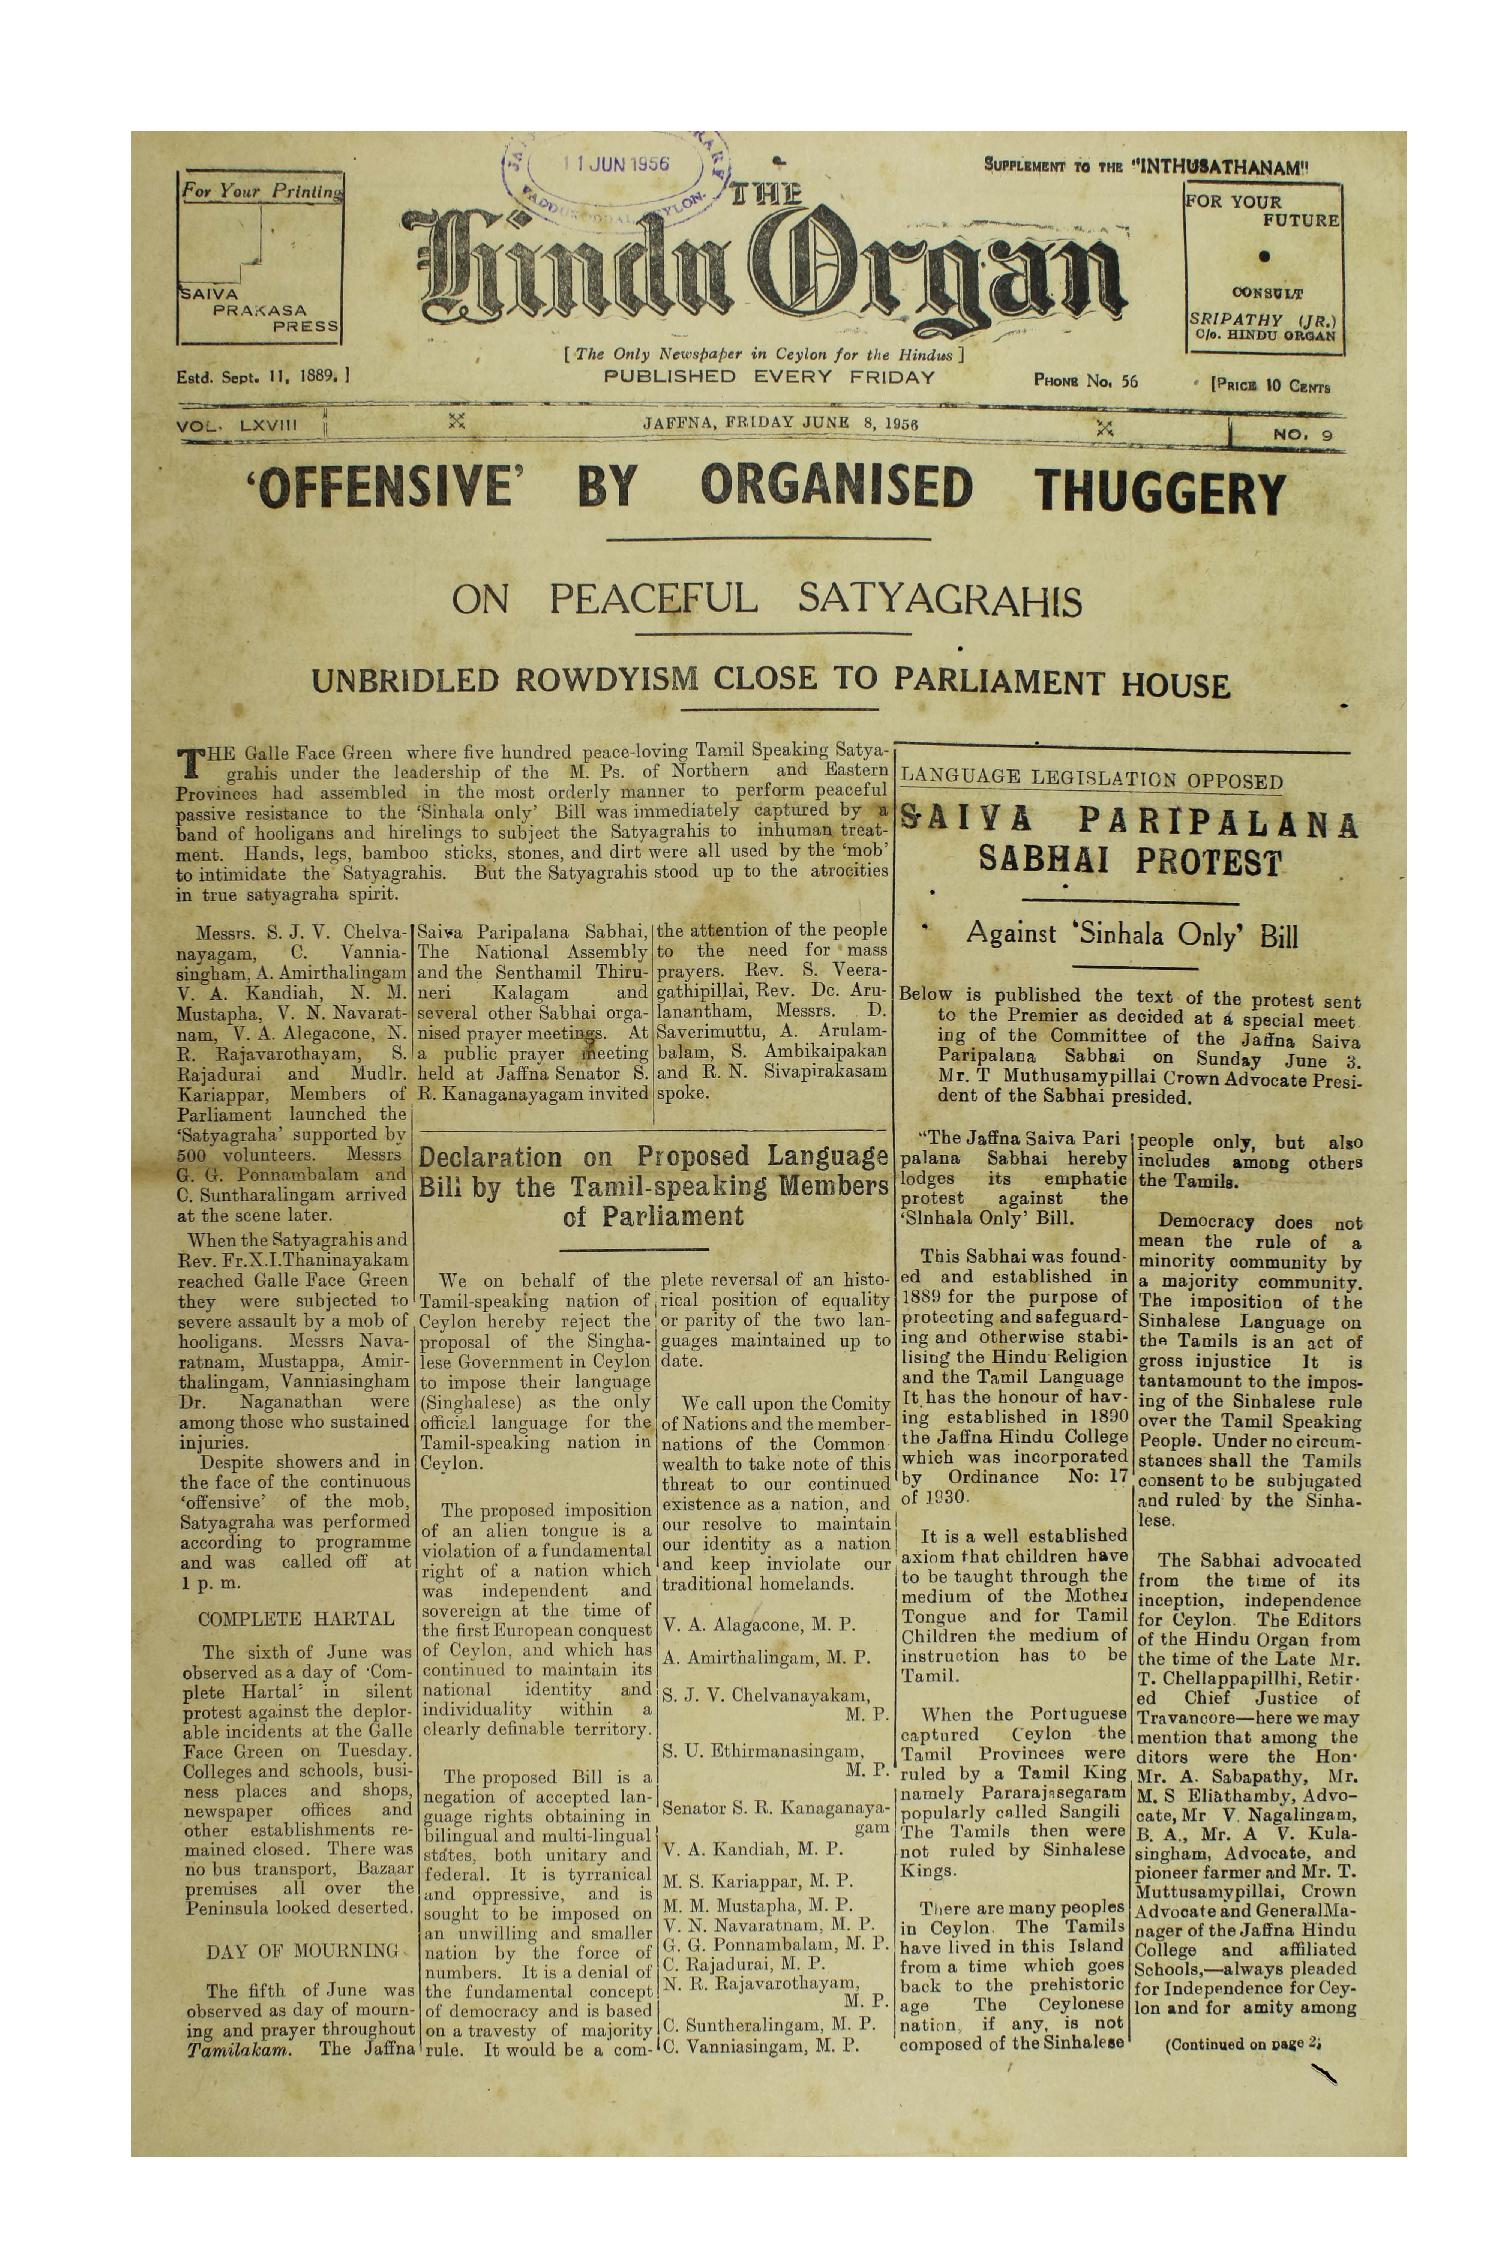 11 JUN 1956
SUPPLEMENT TO THE "INTHUSATHANAM"
For Your Printing
SAIVA
PRAKASA
PRESS
THE
Hindu Organ
FOR YOUR
FUTURE
CONSULT
SRIPATHY (JR.)
C/o. HINDU ORGAN
[ The Only Newspaper in Ceylon for the Hindus ]
Estd. Sept. 11, 1889. ]
PUBLISHED EVERY FRIDAY
PHONE No. 56
[PRICE 10 CENTS
VOL. LXVIII
JAFFNA, FRIDAY JUNE 8, 1956
NO. 9
'OFFENSIVE' BY ORGANISED THUGGERY
ON PEACEFUL SATYAGRAHIS
UNBRIDLED ROWDYISM CLOSE TO PARLIAMENT HOUSE
THE Galle Face Green where five hundred peace-loving Tamil Speaking Satya-
grahis under the leadership of the M. Ps. of Northern and Eastern
Provinces had assembled in the most orderly manner to perform peaceful
passive resistance to the 'Sinhala only' Bill was immediately captured by a
band of hooligans and hirelings to subject the Satyagrahis to inhuman treat-
ment. Hands, legs, bamboo sticks, stones, and dirt were all used by the 'mob'
to intimidate the Satyagrahis. But the Satyagrahis stood up to the atrocities
in true satyagraha spirit.
Messrs. S. J. V. Chelva-
nayagam, C. Vannia-
singham, A. Amirthalingam
V. A. Kandiah, N. M.
Mustapha, V. N. Navarat-
nam, V. A. Alegacone, N.
R. Rajavarothayam, S.
Rajadurai and Mudlr.
Kariappar, Members of
Parliament launched the
'Satyagraha' supported by
500 volunteers. Messrs
G. G. Ponnambalam and
C. Suntharalingam arrived
at the scene later.
When the Satyagrahis and
Rev. Fr.X.I.Thaninayakam
reached Galle Face Green
they were subjected to
severe assault by a mob of
hooligans. Messrs Nava-
ratnam, Mustappa, Amir-
thalingam, Vanniasingham
Dr. Naganathan were
among those who sustained
injuries.
Despite showers and in
the face of the continuous
'offensive' of the mob,
Satyagraha was performed
according to programme
and was called off at
1 p. m.
COMPLETE HARTAL
The sixth of June was
observed as a day of 'Com-
plete Hartal' in silent
protest against the deplor-
able incidents at the Galle
Face Green on Tuesday.
Colleges and schools, busi-
ness places and shops,
newspaper offices and
other establishments re-
mained closed. There was
no bus transport, Bazaar
premises all over the
Peninsula looked deserted.
DAY OF MOURNING
The fifth of June was
observed as day of mourn-
ing and prayer throughout
Tamilakam. The Jaffna
Saiva Paripalana Sabhai,
The National Assembly
and the Senthamil Thiru-
neri Kalagam and
several other Sabhai orga-
nised prayer meetings. At
a public prayer meeting
held at Jaffna Senator S.
R. Kanaganayagam invited
the attention of the people
to the need for mass
prayers. Rev. S. Veera-
gathipillai, Rev. Dc. Aru-
lanantham, Messrs. D.
Saverimuttu, A. Arulam-
balam, S. Ambikaipakan
and R. N. Sivapirakasam
spoke.
Declaration on Proposed Language
Bill by the Tamil-speaking Members
of Parliament
We on behalf of the
Tamil-speaking nation of
Ceylon hereby reject the
proposal of the Singha-
lese Government in Ceylon
to impose their language
(Singhalese) as the only
official language for the
Tamil-speaking nation in
Ceylon.
The proposed imposition
of an alien tongue is a
violation of a fundamental
right of a nation which
was independent and
sovereign at the time of
the first European conquest
of Ceylon, and which has
continued to maintain its
national identity and
individuality within a
clearly definable territory.
The proposed Bill is a
negation of accepted lan-
guage rights obtaining in
bilingual and multi-lingual
states, both unitary and
federal. It is tyrranical
and oppressive, and is
sought to be imposed on
an unwilling and smaller
nation by the force of
numbers. It is a denial of
the fundamental concept
of democracy and is based
on a travesty of majority
rule. It would be a com-
plete reversal of an histo-
rical position of equality
or parity of the two lan-
guages maintained up to
date.
We call upon the Comity
of Nations and the member-
nations of the Common-
wealth to take note of this
threat to our continued
existence as a nation, and
our resolve to maintain
our identity as a nation
and keep inviolate our
traditional homelands.
V. A. Alagacone, M. P.
A. Amirthalingam, M. P.
S. J. V. Chelvanayakam,
M. P.
S. U. Ethirmanasingam,
M. P.
Senator S. R. Kanaganaya-
gam
V. A. Kandiah, M. P.
M. S. Kariappar, M. P.
M. M. Mustapha, M. P.
V. N. Navaratnam, M. P.
G. G. Ponnambalam, M. P.
C. Rajadurai, M. P.
N. R. Rajavarothayam,
M. P.
C. Suntheralingam, M. P.
C. Vanniasingam, M. P.
LANGUAGE LEGISLATION OPPOSED
SAIVA PARIPALANA
SABHAI PROTEST
Against 'Sinhala Only' Bill
Below is published the text of the protest sent
to the Premier as decided at a special meet
ing of the Committee of the Jaffna Saiva
Paripalana Sabhai on Sunday June 3.
Mr. T Muthusamypillai Crown Advocate Presi-
dent of the Sabhai presided.
"The Jaffna Saiva Pari
palana Sabhai hereby
lodges its emphatic
protest against the
'Sinhala Only' Bill.
This Sabhai was found-
ed and established in
1889 for the purpose of
protecting and safeguard-
ing and otherwise stabi-
lising the Hindu Religion
and the Tamil Language
It has the honour of hav-
ing established in 1890
the Jaffna Hindu College
which was incorporated
by Ordinance No: 17
of 1930.
It is a well established
axiom that children have
to be taught through the
medium of the Mother
Tongue and for Tamil
Children the medium of
instruction has to be
Tamil.
When the Portuguese
captured Ceylon the
Tamil Provinces were
ruled by a Tamil King
namely Pararajasegaram
popularly called Sangili
The Tamils then were
not ruled by Sinhalese
Kings.
There are many peoples
in Ceylon. The Tamils
have lived in this Island
from a time which goes
back to the prehistoric
age The Ceylonese
nation, if any, is not
composed of the Sinhalese
people only, but also
includes among others
the Tamils.
Democracy does not
mean the rule of a
minority community by
a majority community.
The imposition of the
Sinhalese Language on
the Tamils is an act of
gross injustice It is
tantamount to the impos-
ing of the Sinhalese rule
over the Tamil Speaking
People. Under no circum-
stances shall the Tamils
consent to be subjugated
and ruled by the Sinha-
lese.
The Sabhai advocated
from the time of its
inception, independence
for Ceylon. The Editors
of the Hindu Organ from
the time of the Late Mr.
T. Chellappapillhi, Retir-
ed Chief Justice of
Travancore—here we may
mention that among the
ditors were the Hon-
Mr. A. Sabapathy, Mr.
M. S Eliathamby, Advo-
cate, Mr V. Nagalingam,
B. A., Mr. A V. Kula-
singham, Advocate, and
pioneer farmer and Mr. T.
Muttusamypillai, Crown
Advocate and GeneralMa-
nager of the Jaffna Hindu
College and affiliated
Schools,—always pleaded
for Independence for Cey-
lon and for amity among
(Continued on page 2;